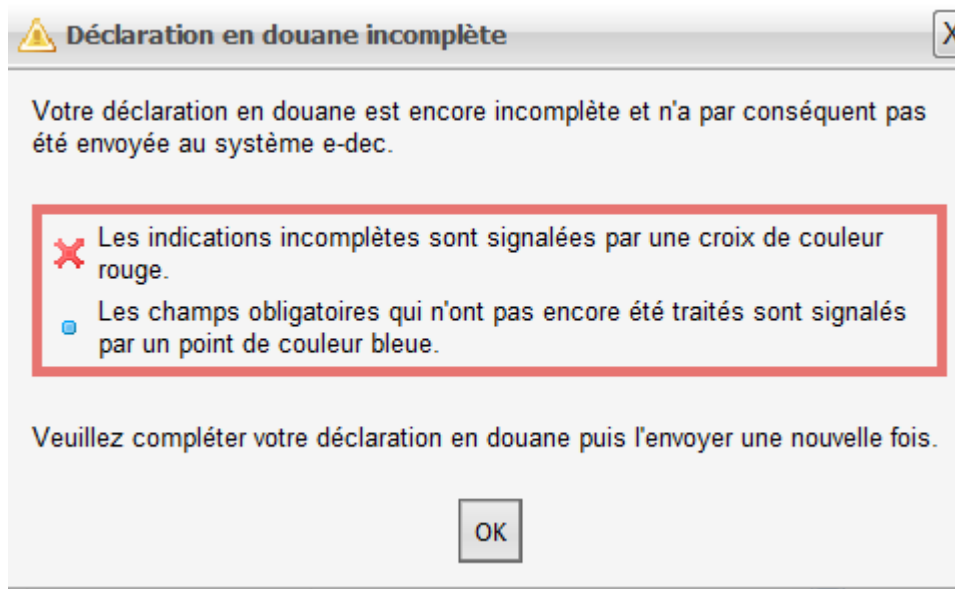 Déclaration en douane incomplète
X
Votre déclaration en douane est encore incomplète et n'a par conséquent pas
été envoyée au système e-dec.
Les indications incomplètes sont signalées par une croix de couleur
rouge.
Les champs obligatoires qui n'ont pas encore été traités sont signalés
par un point de couleur bleue.
Veuillez compléter votre déclaration en douane puis l'envoyer une nouvelle fois.
OK